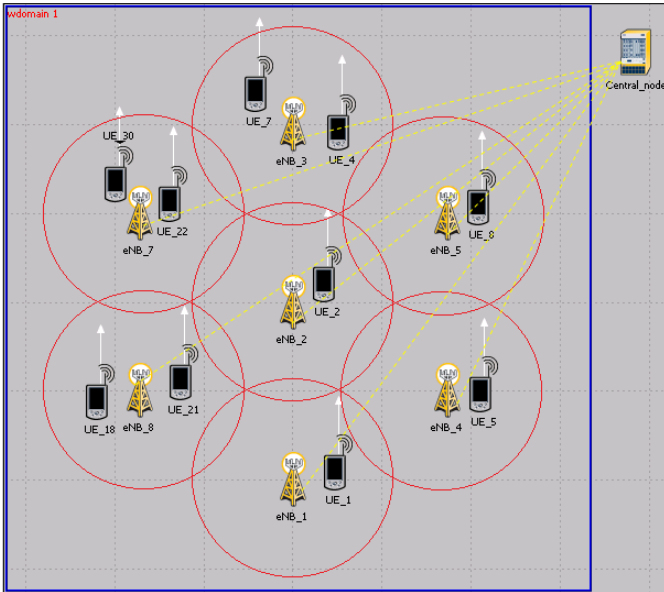 wdomain 1
Central_node
UE_7
UE_4
eNB_3
UE_30
UE_22
eNB_7
UE_8
eNB_5
UE_2
eNB_2
UE_21
UE_18
eNB_8
UE_5
eNB_4
UE_1
eNB_1